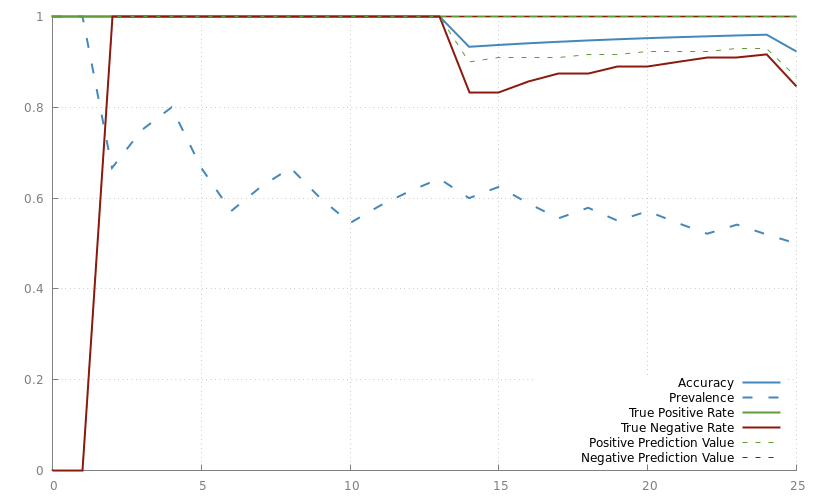 1
0.8
0.6
0.4
0.2
0
Accuracy
Prevalence
True Positive Rate
True Negative Rate
Positive Prediction Value
Negative Prediction Value
0 5 10 15 20 25